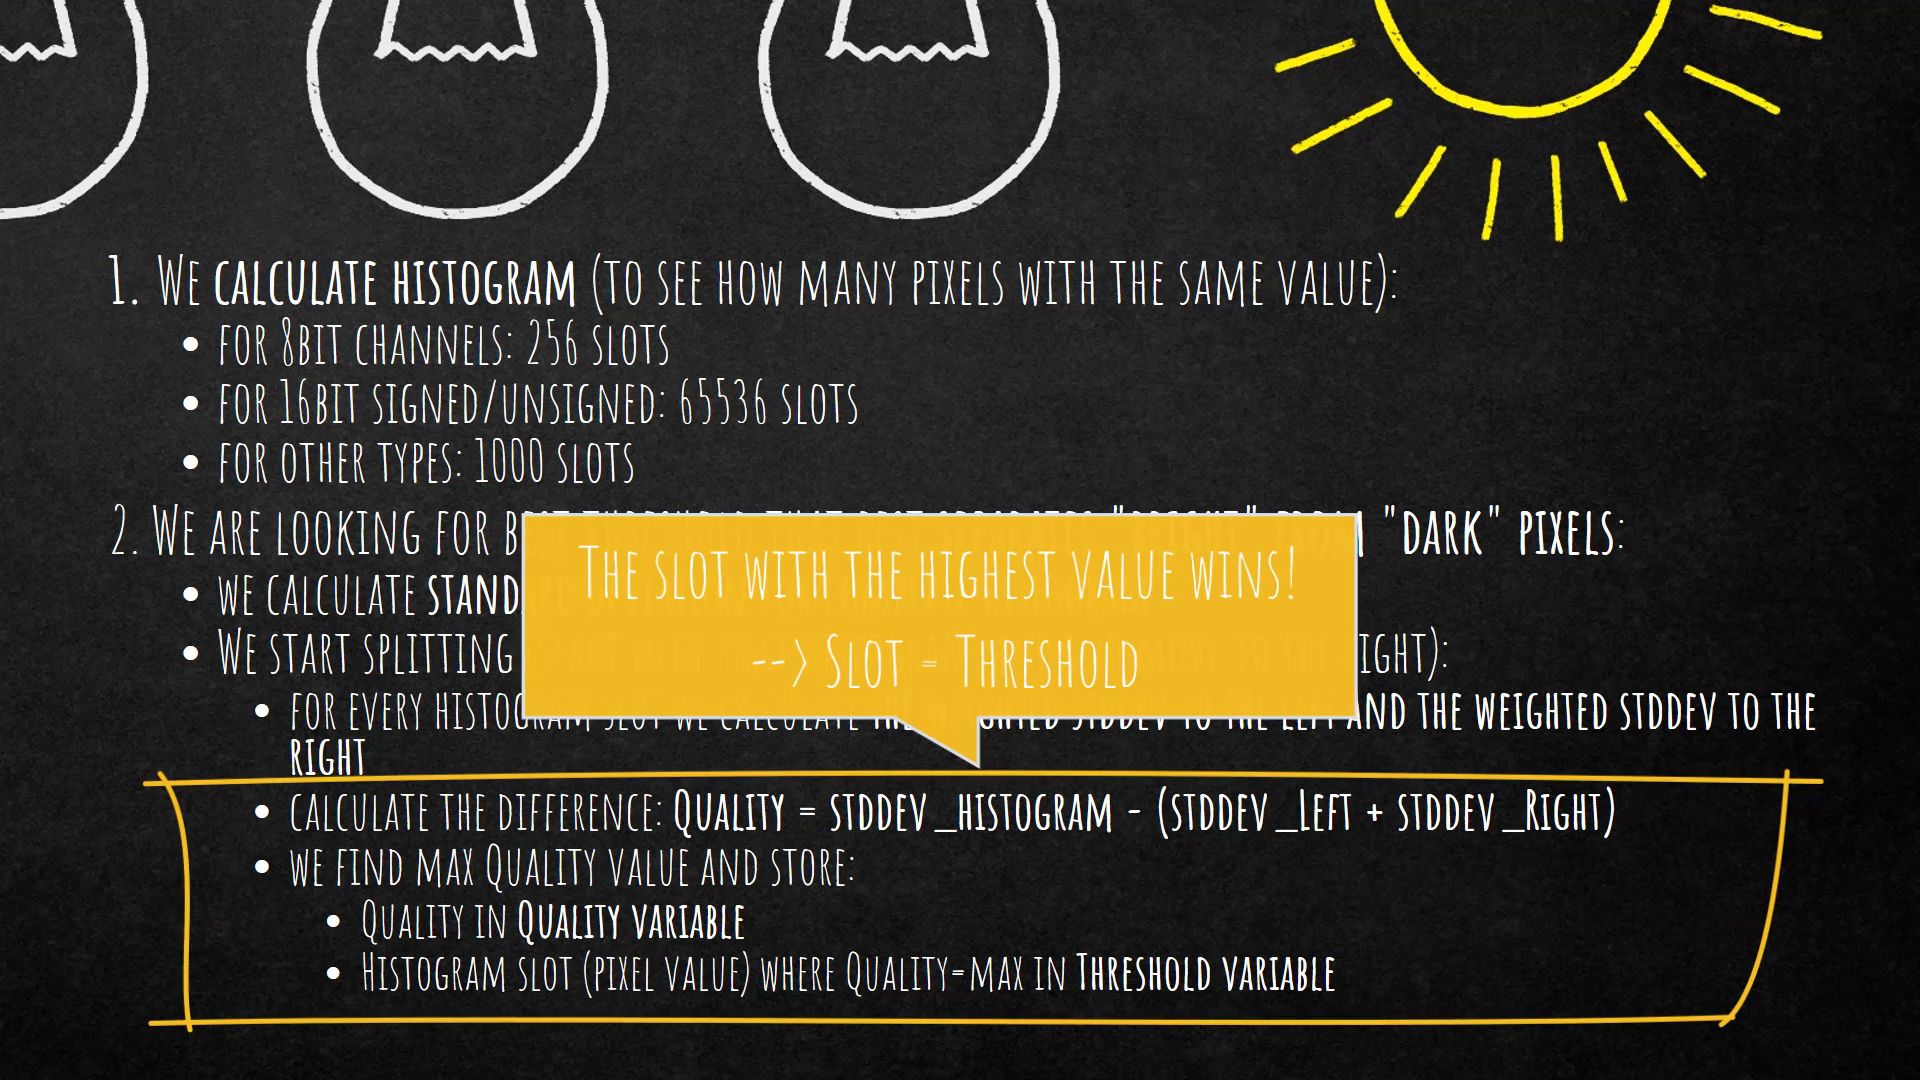 1. We calculate histogram (to see how many pixels with the same value):
• for 8bit channels: 256 slots
• for 16bit signed/unsigned: 65536 slots
• for other types: 1000 slots
2. We are looking for "dark" pixels:
• we calculate
• We start splitting
The slot with the highest value wins!
--> Slot = Threshold
• for every and the weighted stddev to the
right
• calculate the difference: Quality = stddev_histogram - (stddev_Left + stddev_Right)
• we find max Quality value and store:
• Quality in Quality variable
• Histogram slot (pixel value) where Quality=max in Threshold variable